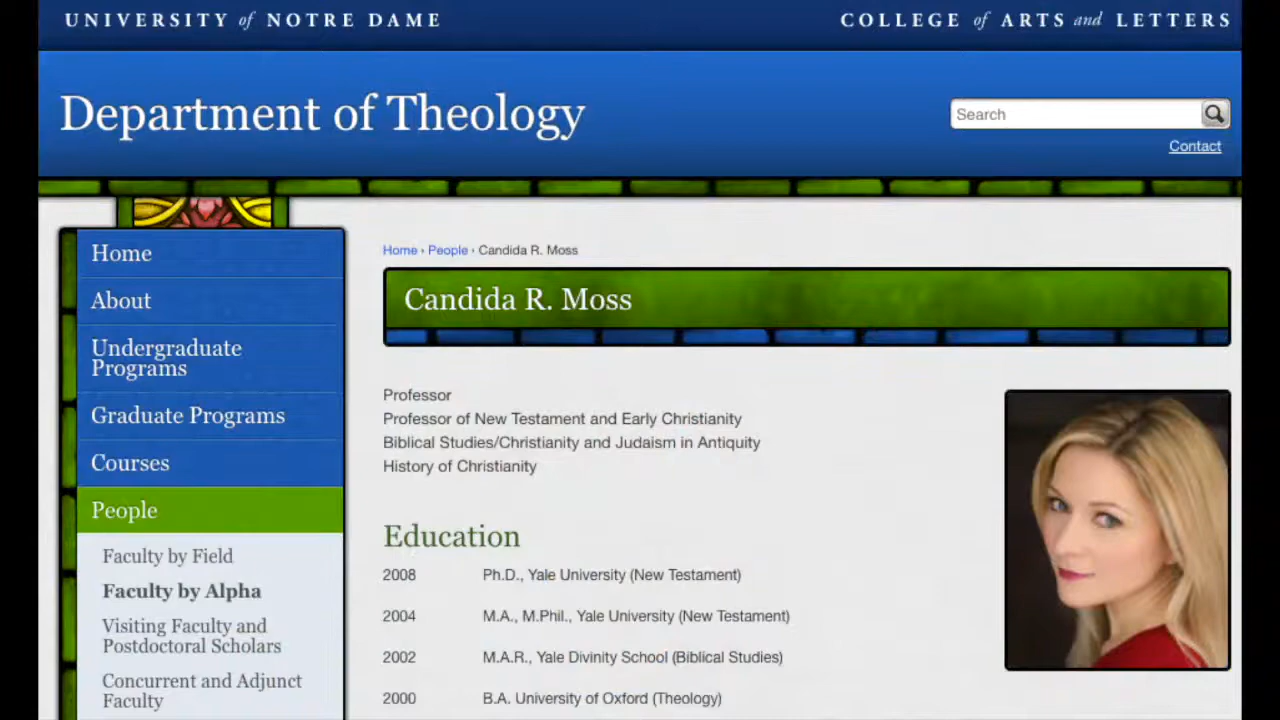 UNIVERSITY of NOTRE DAME
COLLEGE of ARTS and LETTERS
Department of Theology
Search
Contact
Home
About
Undergraduate
Programs
Graduate Programs
Courses
People
Faculty by Field
Faculty by Alpha
Visiting Faculty and
Postdoctoral Scholars
Concurrent and Adjunct
Faculty
Home › People › Candida R. Moss
Candida R. Moss
Professor
Professor of New Testament and Early Christianity
Biblical Studies/Christianity and Judaism in Antiquity
History of Christianity
Education
2008 Ph.D., Yale University (New Testament)
2004 M.A., M.Phil., Yale University (New Testament)
2002 M.A.R., Yale Divinity School (Biblical Studies)
2000 B.A. University of Oxford (Theology)